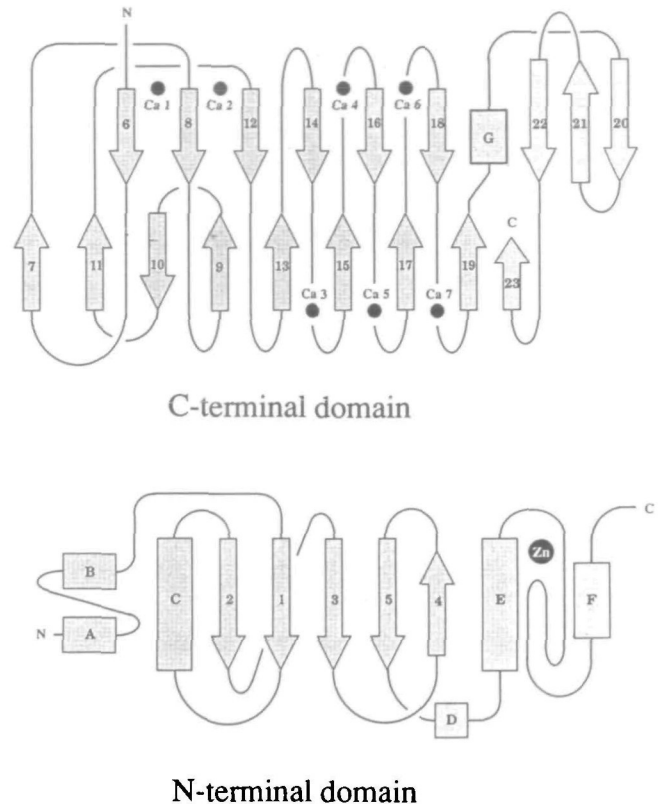 N
Ca 1 Ca 2 Ca 4 Ca 6
6 8 12 14 16 18 G 22 21 20
7 11 10 9 13 15 17 19 C 23
Ca 3 Ca 5 Ca 7
C-terminal domain
C
B C 2 1 3 5 4 E Zn F
N A
D
N-terminal domain